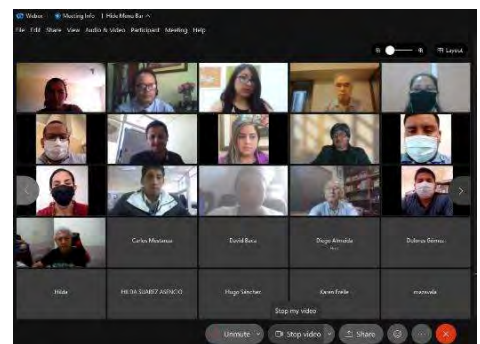 Webex Meeting Info Hide Menu Bar
File Edit Share View Audio & Video Participant Meeting Help
Layout
Carlos Mestanza David Baca Diego Almeida Dolores Gómez
Host
Hilda HILDA SUAREZ ASENCIO Hugo Sánchez Karen Freile
Stop my video
Unmute Stop video Share